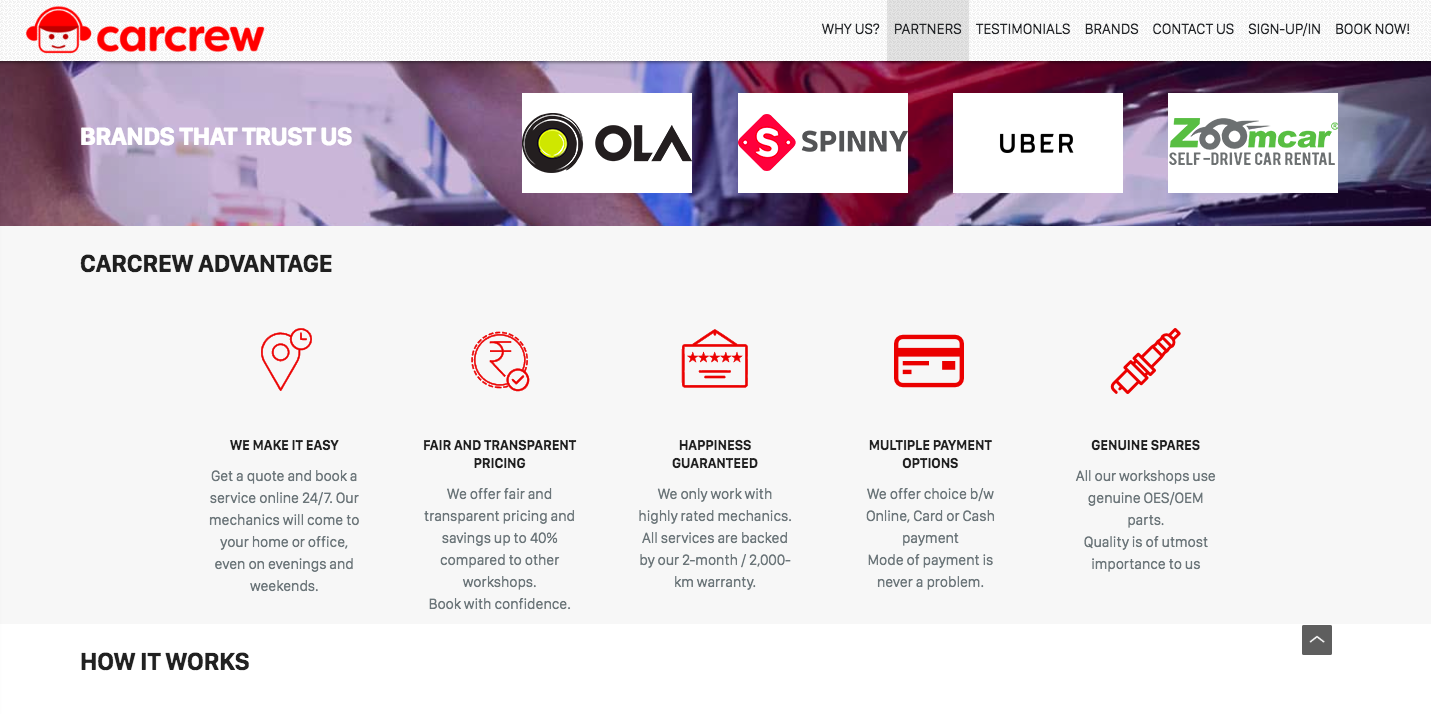 carcrew
WHY US? PARTNERS TESTIMONIALS BRANDS CONTACT US SIGN-UP/IN BOOK NOW!
BRANDS THAT TRUST US
OLA
S SPINNY
UBER
Zoomcar®
SELF-DRIVE CAR RENTAL
CARCREW ADVANTAGE
WE MAKE IT EASY
Get a quote and book a
service online 24/7. Our
mechanics will come to
your home or office,
even on evenings and
weekends.
₹
FAIR AND TRANSPARENT
PRICING
We offer fair and
transparent pricing and
savings up to 40%
compared to other
workshops.
Book with confidence.
HAPPINESS
GUARANTEED
We only work with
highly rated mechanics.
All services are backed
by our 2-month / 2,000-
km warranty.
MULTIPLE PAYMENT
OPTIONS
We offer choice b/w
Online, Card or Cash
payment
Mode of payment is
never a problem.
GENUINE SPARES
All our workshops use
genuine OES/OEM
parts.
Quality is of utmost
importance to us
HOW IT WORKS